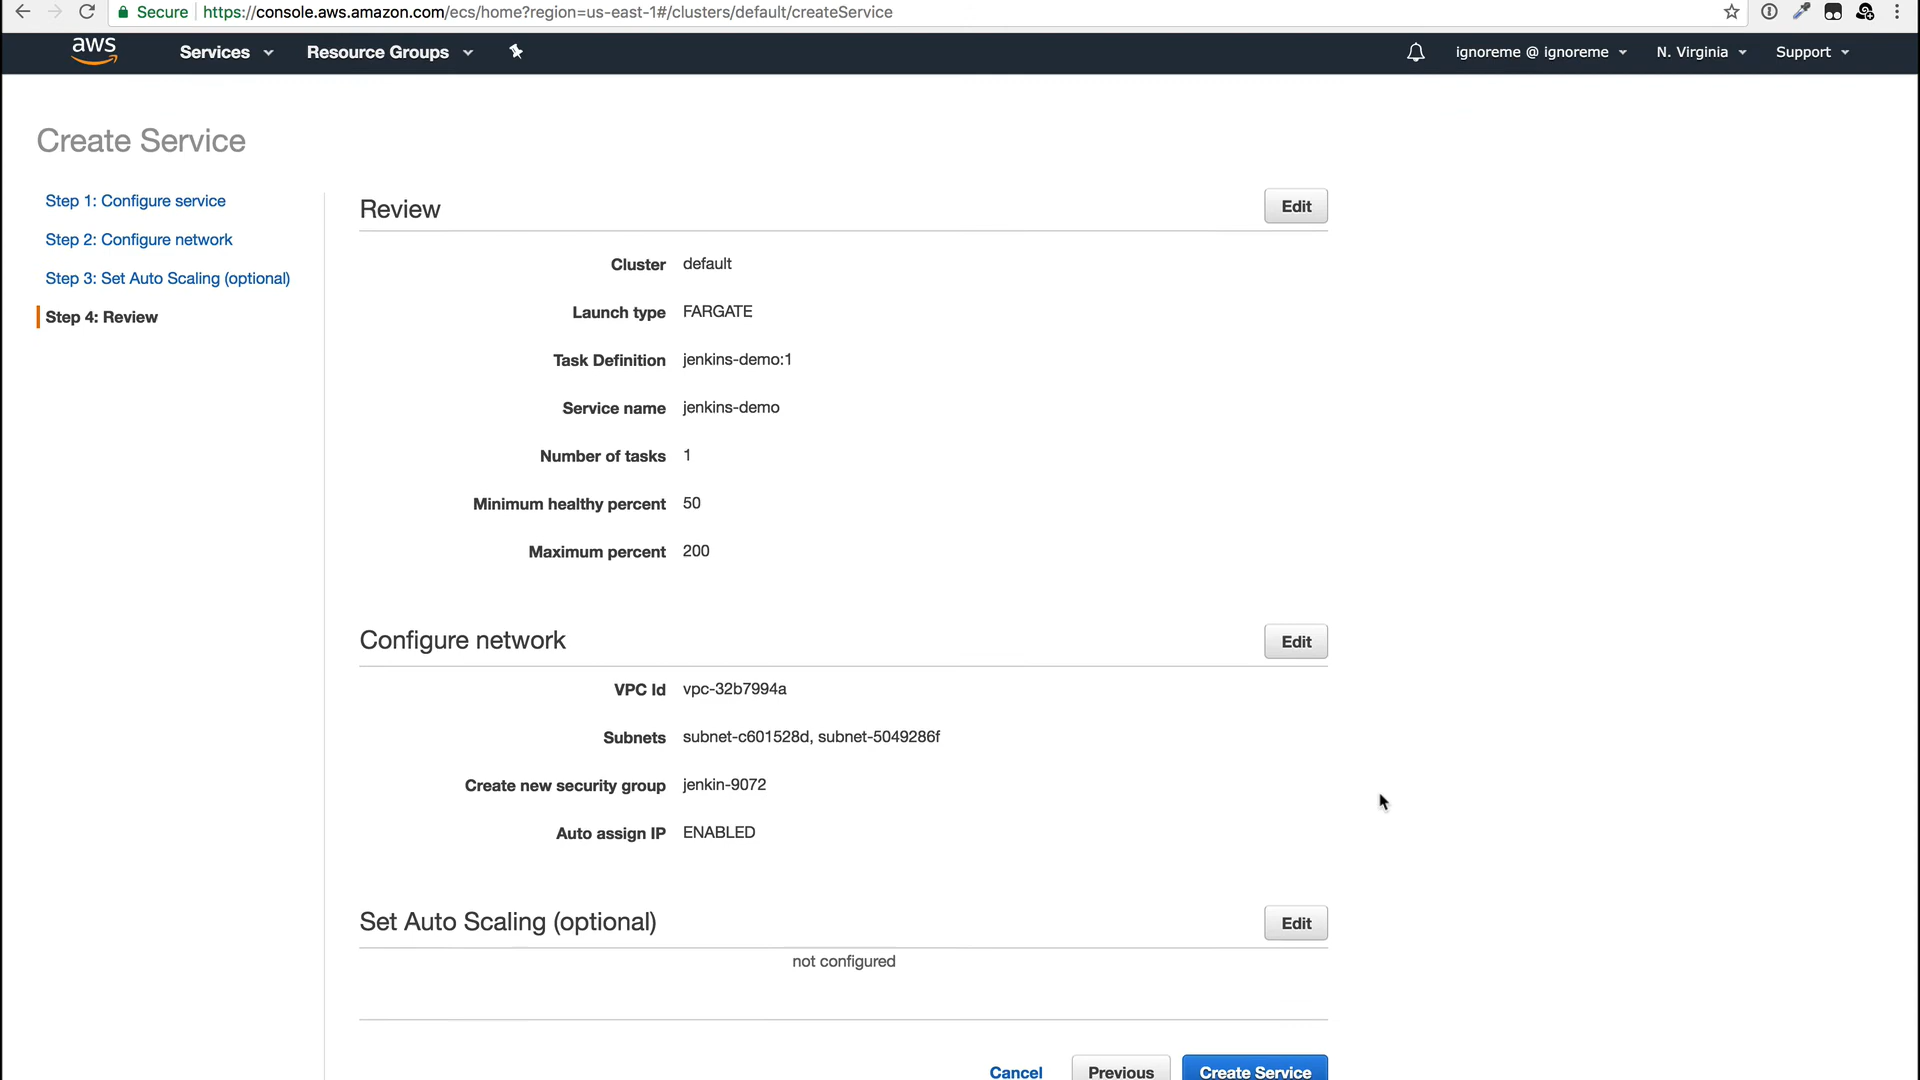 Secure https://console.aws.amazon.com/ecs/home?region=us-east-1#/clusters/default/createService
aws Services Resource Groups ignoreme @ ignoreme N. Virginia Support
Create Service
Step 1: Configure service
Step 2: Configure network
Step 3: Set Auto Scaling (optional)
Step 4: Review
Review Edit
Cluster default
Launch type FARGATE
Task Definition jenkins-demo:1
Service name jenkins-demo
Number of tasks 1
Minimum healthy percent 50
Maximum percent 200
Configure network Edit
VPC Id vpc-32b7994a
Subnets subnet-c601528d, subnet-5049286f
Create new security group jenkin-9072
Auto assign IP ENABLED
Set Auto Scaling (optional) Edit
not configured
Cancel Previous Create Service